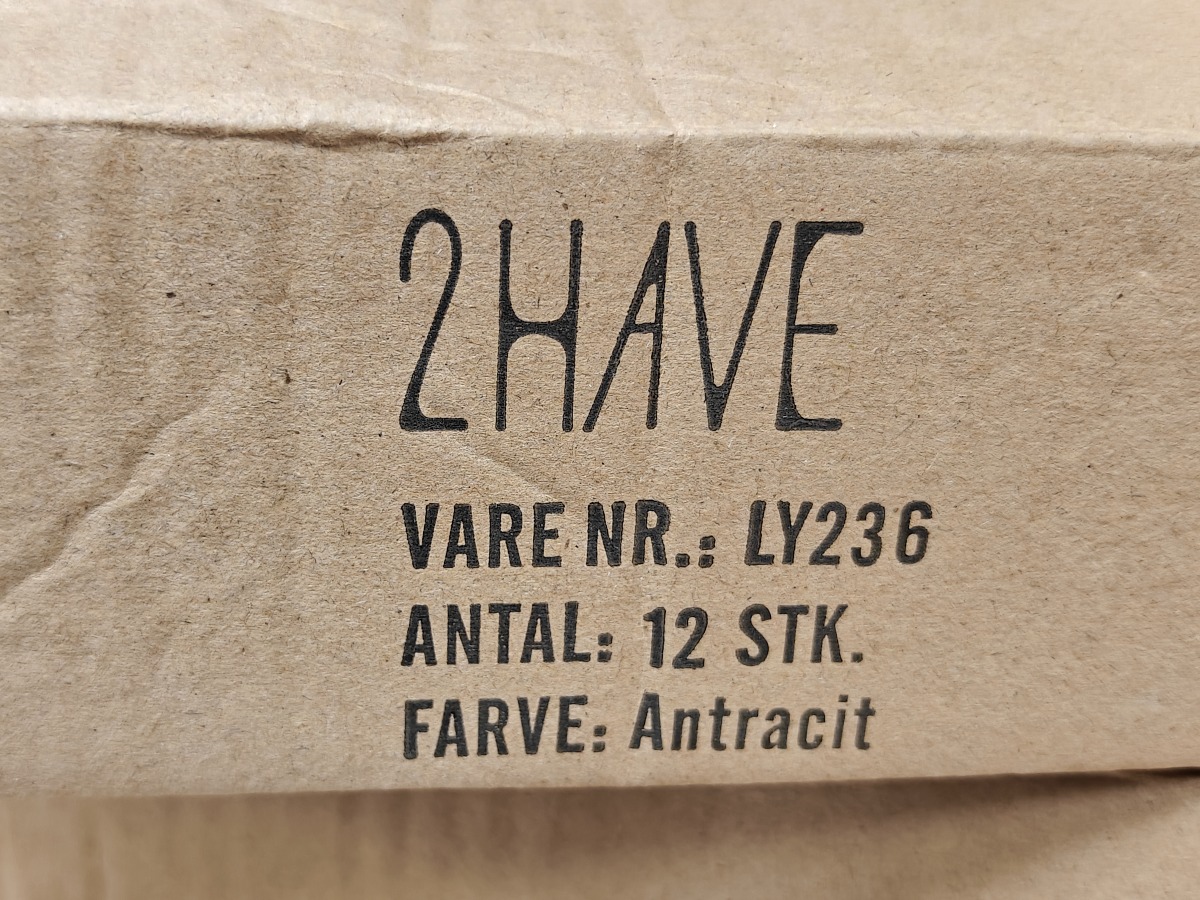 2HAVE
VARE NR.: LY236
ANTAL: 12 STK.
FARVE: Antracit